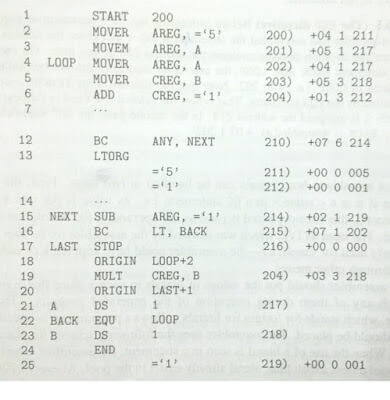 1 START 200
2 MOVER AREG, ='5' 200) +04 1 211
3 MOVEM AREG, A 201) +05 1 217
4 LOOP MOVER AREG, A 202) +04 1 217
5 MOVER CREG, B 203) +05 3 218
6 ADD CREG, ='1' 204) +01 3 212
7 ...
12 BC ANY, NEXT 210) +07 6 214
13 LTORG
='5' 211) +00 0 005
='1' 212) +00 0 001
14 ...
15 NEXT SUB AREG, ='1' 214) +02 1 219
16 BC LT, BACK 215) +07 1 202
17 LAST STOP 216) +00 0 000
18 ORIGIN LOOP+2
19 MULT CREG, B 204) +03 3 218
20 ORIGIN LAST+1
21 A DS 217)
22 BACK EQU LOOP
23 B DS 1 218)
24 END
25 ='1' 219) +00 0 001